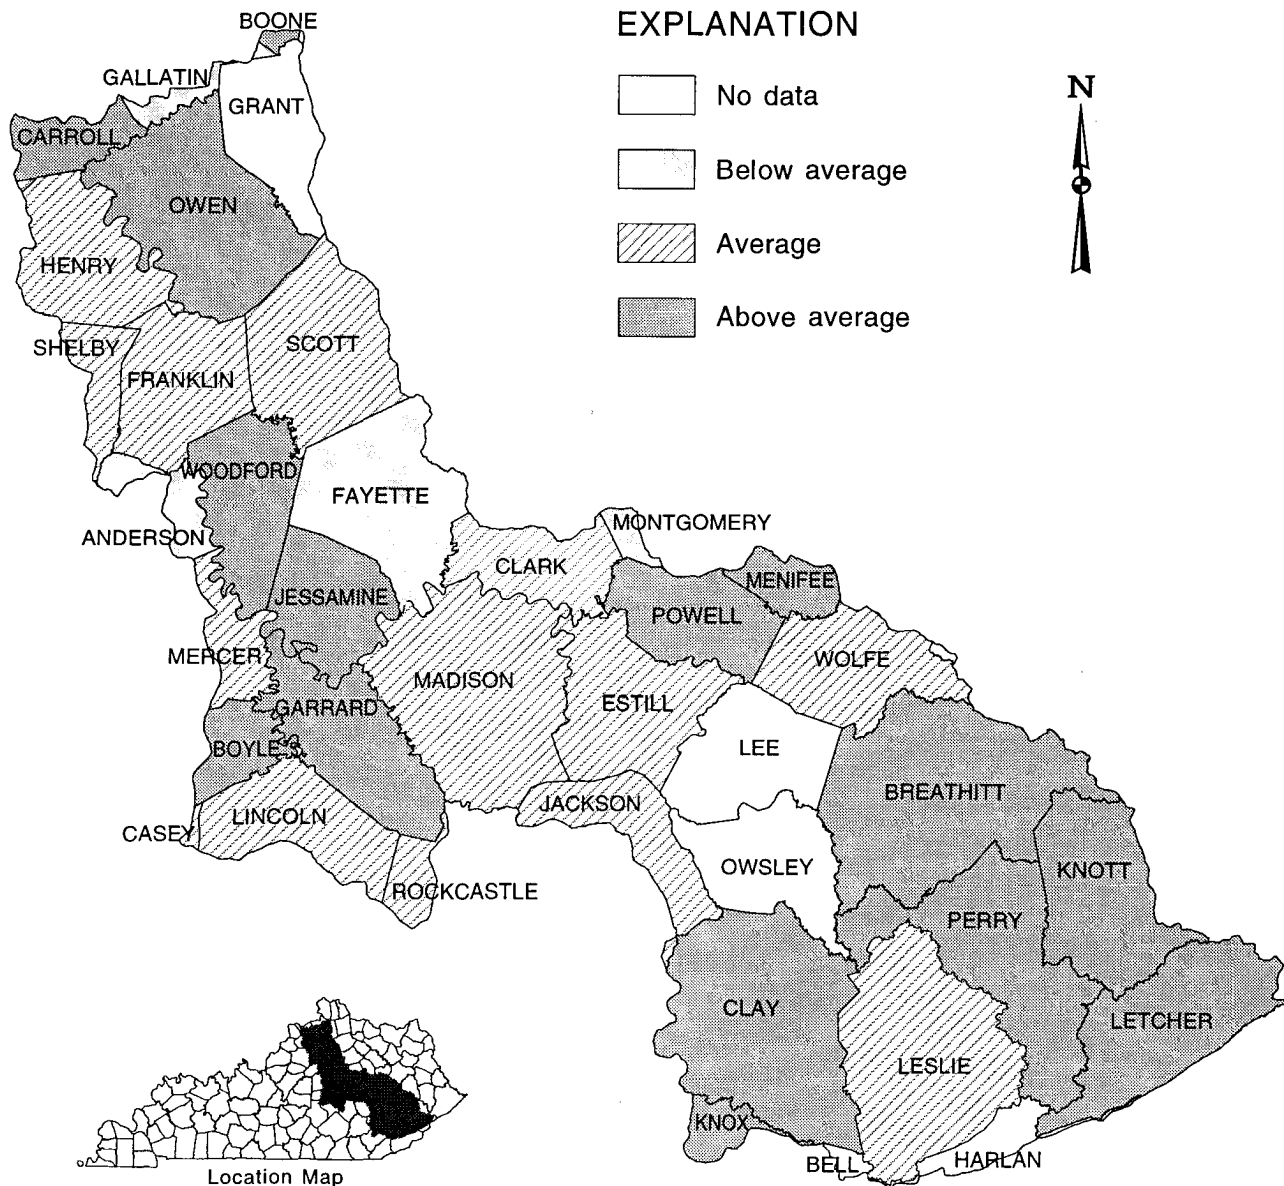 EXPLANATION
No data
Below average
Average
Above average
N
BOONE
GALLATIN
GRANT
CARROLL
OWEN
HENRY
SHELBY
SCOTT
FRANKLIN
WOODFORD
FAYETTE
ANDERSON
MONTGOMERY
CLARK
MENIFEE
JESSAMINE
POWELL
MERCER
WOLFE
MADISON
ESTILL
GARRARD
BOYLE
LEE
BREATHITT
JACKSON
LINCOLN
CASEY
OWSLEY
KNOTT
ROCKCASTLE
PERRY
CLAY
LETCHER
LESLIE
KNOX
BELL
HARLAN
Location Map